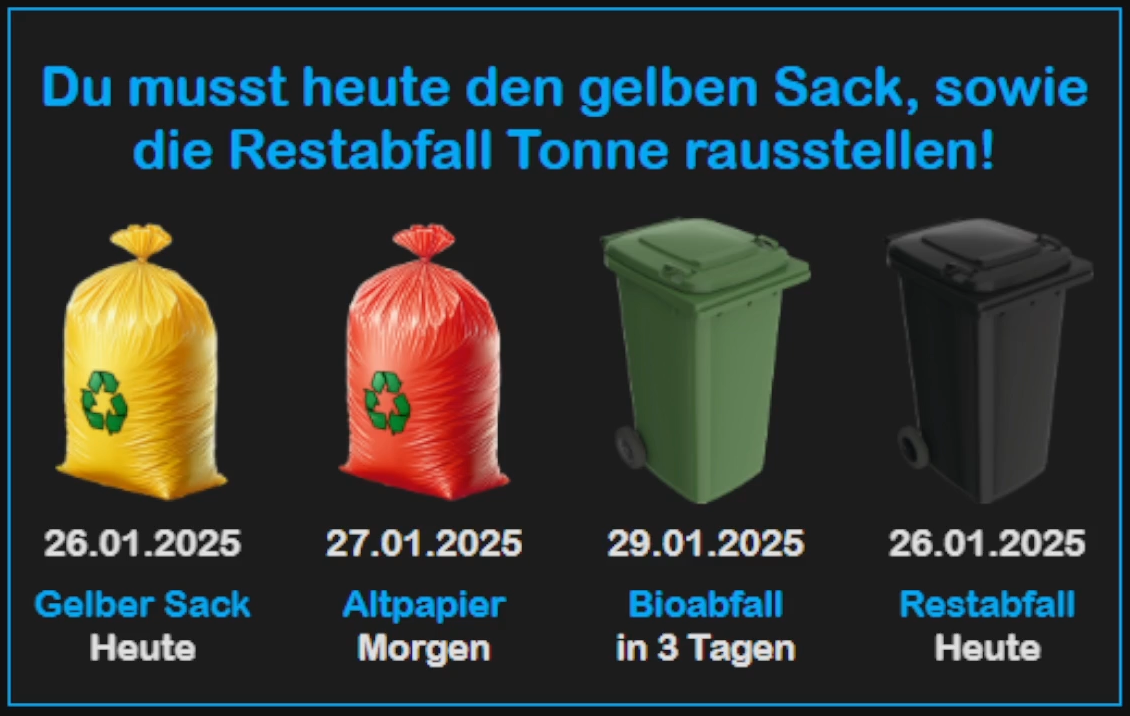 Du musst heute den gelben Sack, sowie
die Restabfall Tonne rausstellen!
26.01.2025 27.01.2025 29.01.2025 26.01.2025
Gelber Sack Altpapier Bioabfall Restabfall
Heute Morgen in 3 Tagen Heute